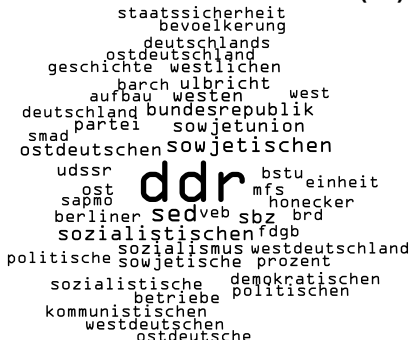 staatssicherheit
bevoelkerung
deutschlands
ostdeutschland
geschichte westlichen
barch ulbricht
aufbau westen west
deutschland bundesrepublik
partei sowjetunion
smad
ostdeutschen sowjetischen
udssr ddr bstu einheit
ost mfs
sapmo honecker
berliner sed veb sbz brd
sozialistischen fdgb
sozialismus westdeutschland
politische sowjetische prozent
sozialistische demokratischen
betriebe politischen
kommunistischen
westdeutschen
ostdeutsche